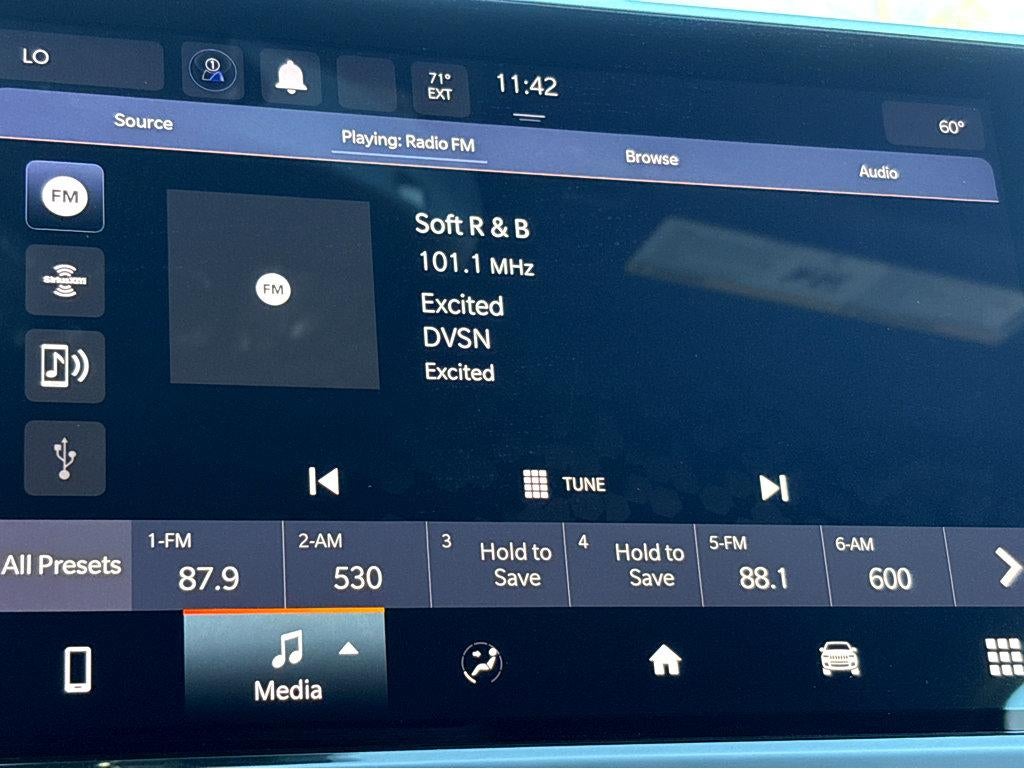 LO
1
71°
EXT
11:42
60°
Source
Playing: Radio FM
Browse
Audio
FM
SiriusXM
FM
Soft R & B
101.1 MHz
Excited
DVSN
Excited
TUNE
All Presets
1-FM
87.9
2-AM
530
3
Hold to
Save
4
Hold to
Save
5-FM
88.1
6-AM
600
Media